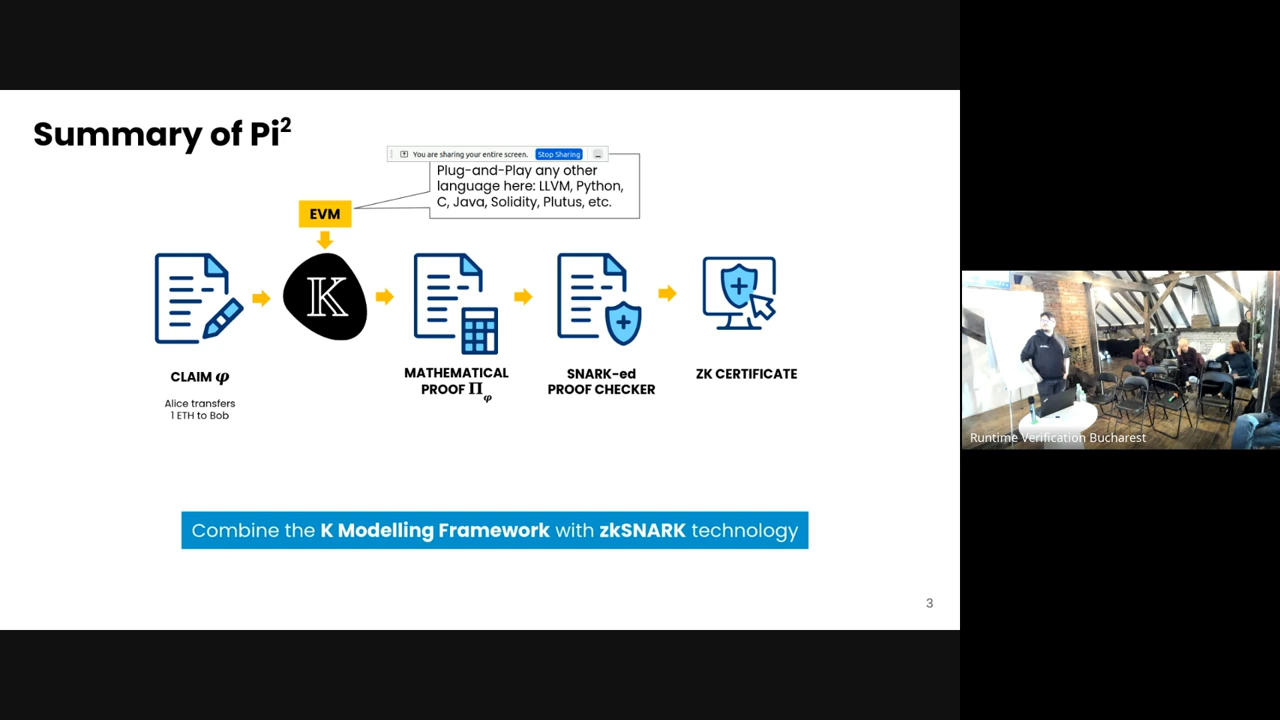 Summary of Pi²
You are sharing your entire screen. Stop Sharing
Plug-and-Play any other
language here: LLVM, Python,
C, Java, Solidity, Plutus, etc.
EVM
K
CLAIM φ
Alice transfers
1 ETH to Bob
MATHEMATICAL
PROOF Πφ
SNARK-ed
PROOF CHECKER
ZK CERTIFICATE
Combine the K Modelling Framework with zkSNARK technology
3
Runtime Verification Bucharest